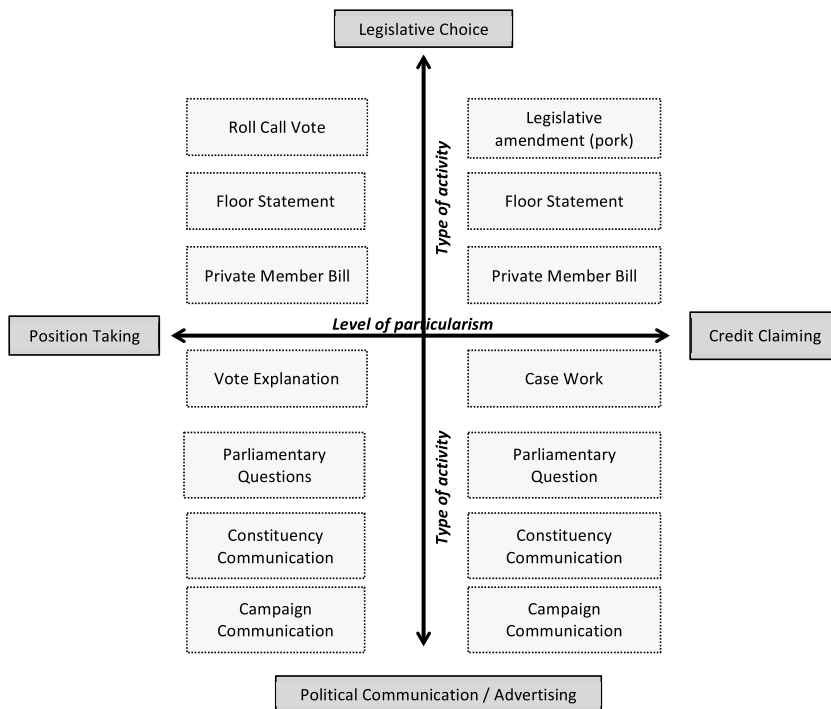 Legislative Choice
Roll Call Vote
Legislative
amendment (pork)
Type of activity
Floor Statement
Floor Statement
Private Member Bill
Private Member Bill
Position Taking
Level of particularism
Credit Claiming
Vote Explanation
Case Work
Parliamentary
Questions
Parliamentary
Question
Type of activity
Constituency
Communication
Constituency
Communication
Campaign
Communication
Campaign
Communication
Political Communication / Advertising